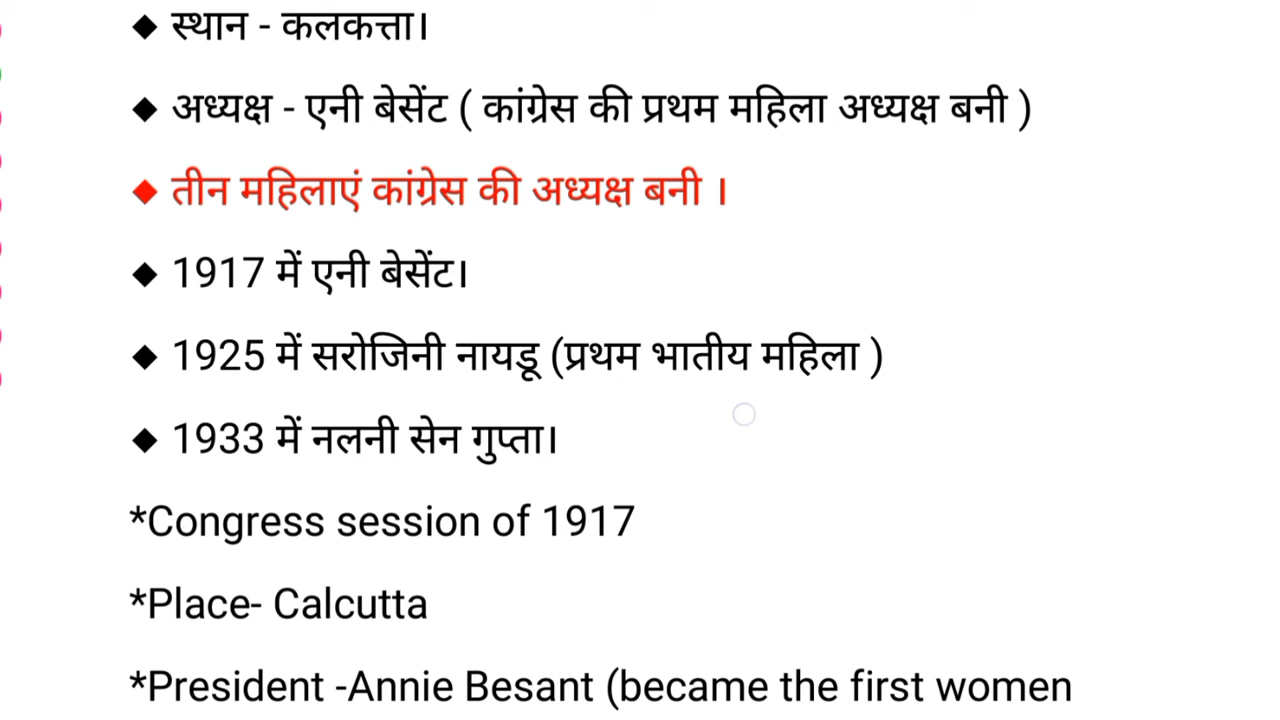 ◆ स्थान - कलकत्ता।
◆ अध्यक्ष - एनी बेसेंट ( कांग्रेस की प्रथम महिला अध्यक्ष बनी )
◆ तीन महिलाएं कांग्रेस की अध्यक्ष बनी ।
◆ 1917 में एनी बेसेंट।
◆ 1925 में सरोजिनी नायडू (प्रथम भातीय महिला )
◆ 1933 में नलनी सेन गुप्ता।
*Congress session of 1917
*Place- Calcutta
*President -Annie Besant (became the first women